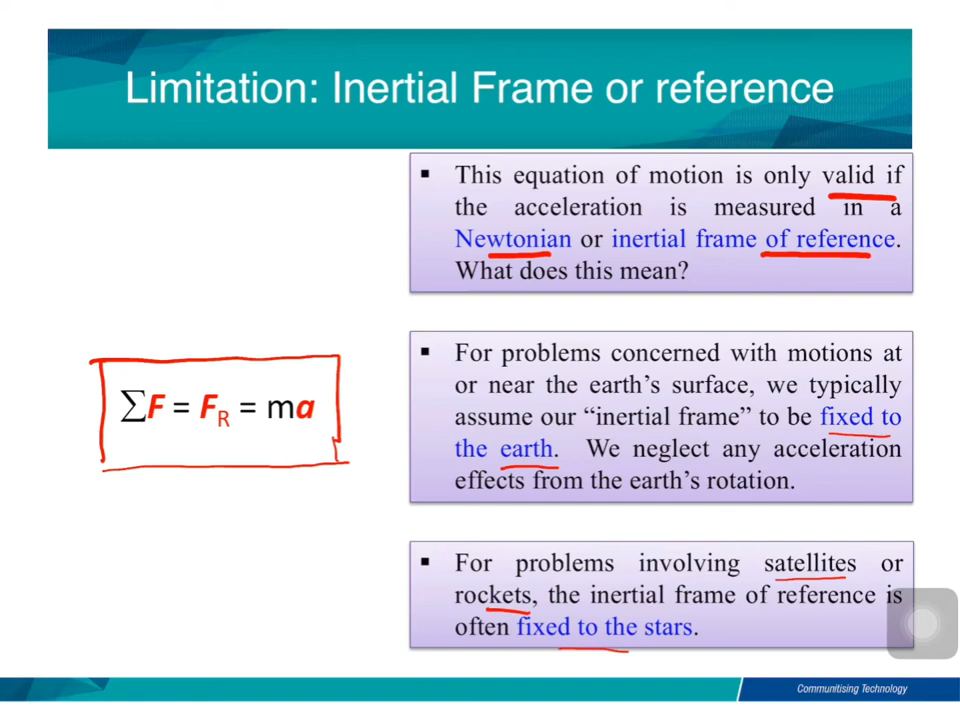 Limitation: Inertial Frame or reference
▪ This equation of motion is only valid if
the acceleration is measured in a
Newtonian or inertial frame of reference.
What does this mean?
∑F = FR = ma
▪ For problems concerned with motions at
or near the earth's surface, we typically
assume our “inertial frame” to be fixed to
the earth. We neglect any acceleration
effects from the earth's rotation.
▪ For problems involving satellites or
rockets, the inertial frame of reference is
often fixed to the stars.
Communitising Technology